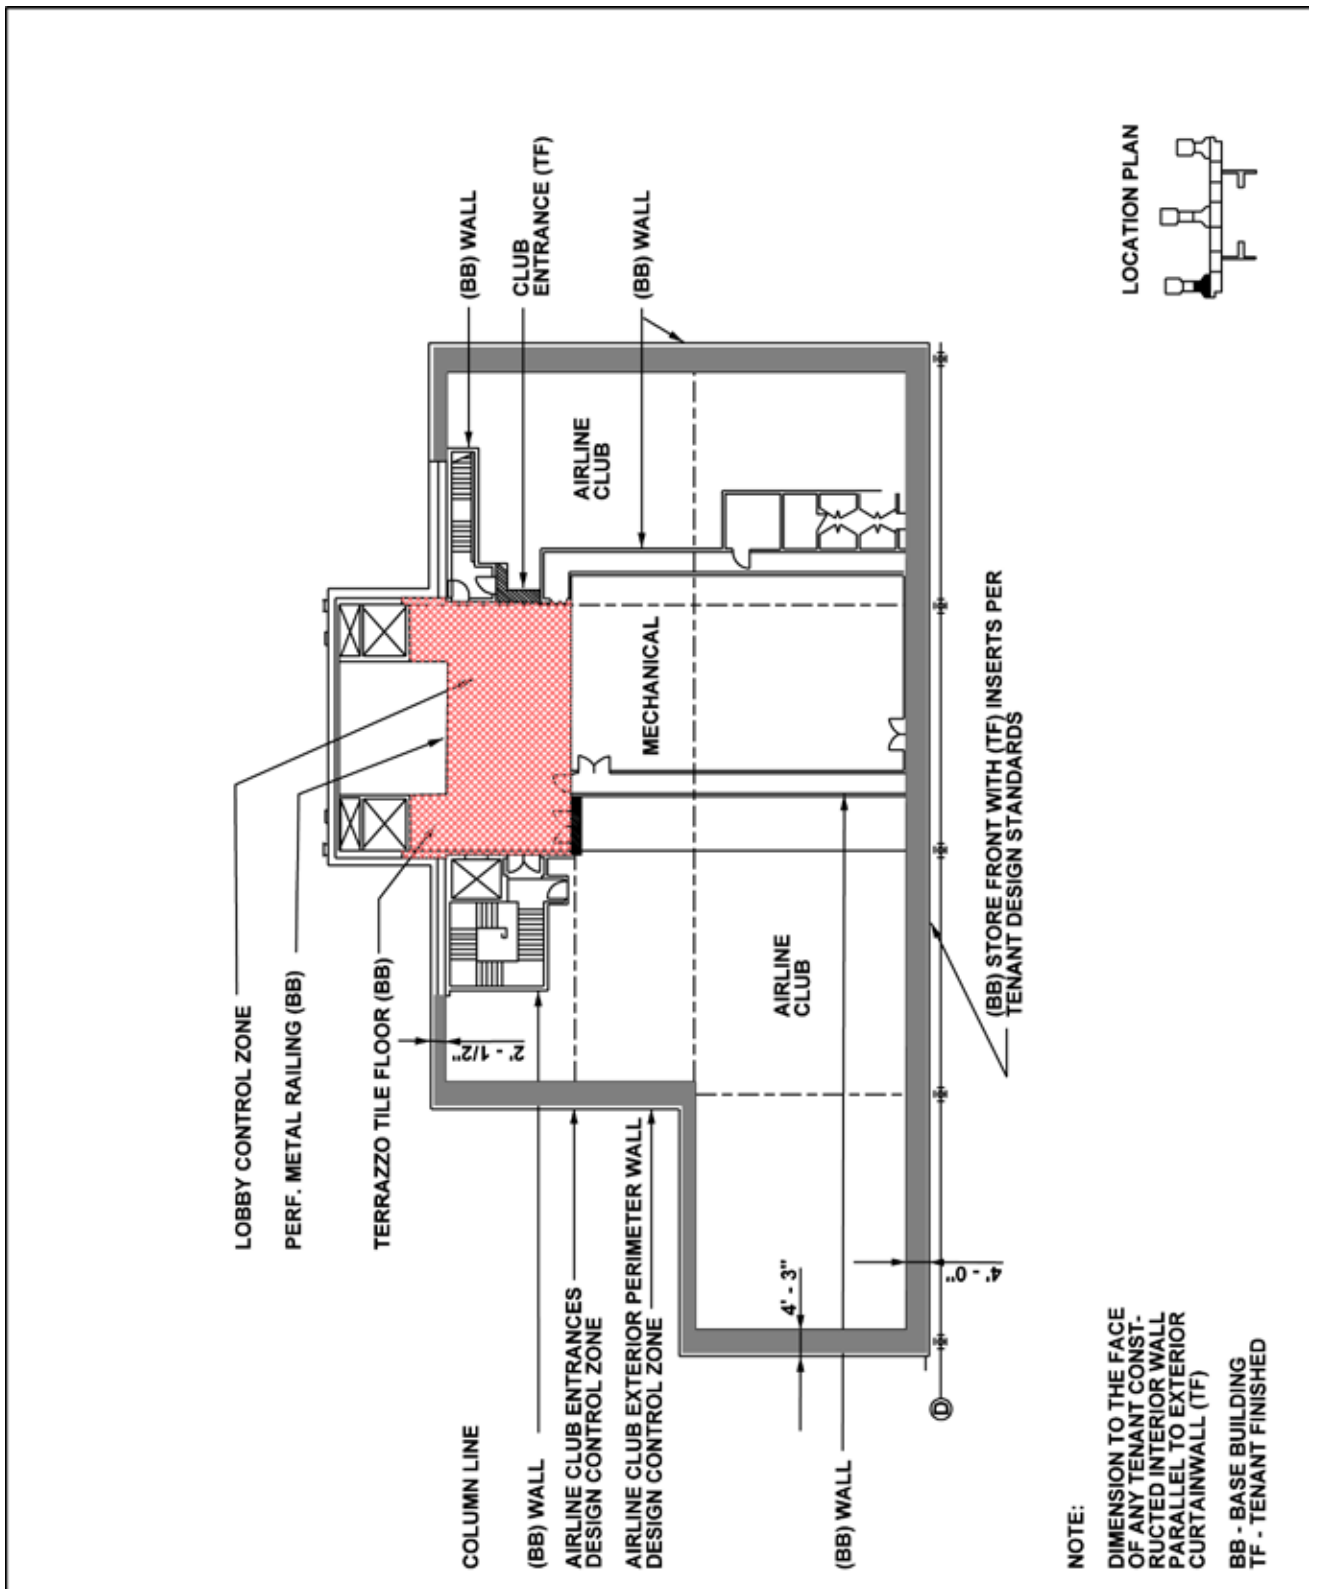 LOBBY CONTROL ZONE
PERF. METAL RAILING (BB)
TERRAZZO TILE FLOOR (BB)
COLUMN LINE
(BB) WALL
AIRLINE CLUB ENTRANCES
DESIGN CONTROL ZONE
AIRLINE CLUB EXTERIOR PERIMETER WALL
DESIGN CONTROL ZONE
(BB) WALL
2' - 1/2"
4' - 3"
4' - 0"
D
(BB) WALL
CLUB
ENTRANCE (TF)
(BB) WALL
AIRLINE
CLUB
MECHANICAL
AIRLINE
CLUB
(BB) STORE FRONT WITH (TF) INSERTS PER
TENANT DESIGN STANDARDS
NOTE:
DIMENSION TO THE FACE
OF ANY TENANT CONST-
RUCTED INTERIOR WALL
PARALLEL TO EXTERIOR
CURTAINWALL (TF)
BB - BASE BUILDING
TF - TENANT FINISHED
LOCATION PLAN